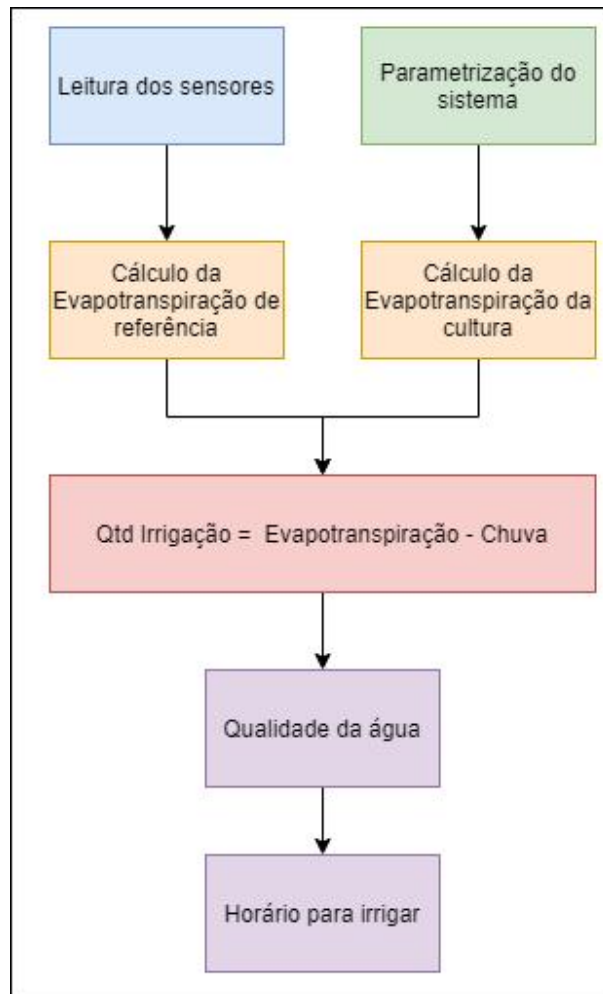 Leitura dos sensores
Parametrização do
sistema
Cálculo da
Evapotranspiração de
referência
Cálculo da
Evapotranspiração da
cultura
Qtd Irrigação =  Evapotranspiração - Chuva
Qualidade da água
Horário para irrigar